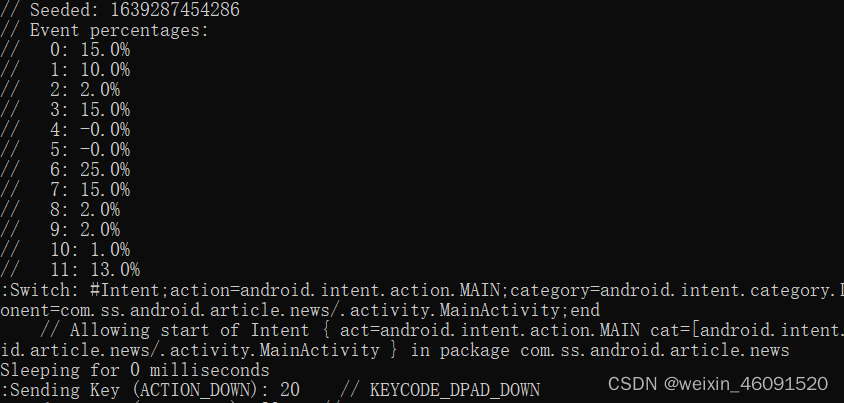 // Seeded: 1639287454286
// Event percentages:
//   0: 15.0%
//   1: 10.0%
//   2: 2.0%
//   3: 15.0%
//   4: -0.0%
//   5: -0.0%
//   6: 25.0%
//   7: 15.0%
//   8: 2.0%
//   9: 2.0%
//   10: 1.0%
//   11: 13.0%
:Switch: #Intent;action=android.intent.action.MAIN;category=android.intent.category.
onent=com.ss.android.article.news/.activity.MainActivity;end
    // Allowing start of Intent { act=android.intent.action.MAIN cat=[android.intent.
id.article.news/.activity.MainActivity } in package com.ss.android.article.news
Sleeping for 0 milliseconds
:Sending Key (ACTION_DOWN): 20    // KEYCODE_DPAD_DOWN
CSDN @weixin_46091520